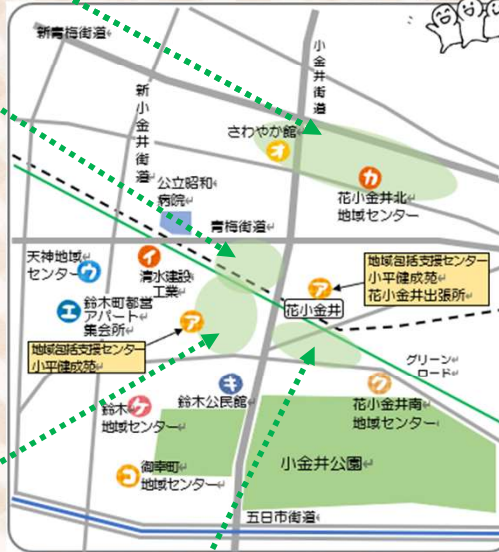 新青梅街道
小金井街道
新小金井街道
さわやか館
オ
カ
花小金井北
地域センター
公立昭和
病院
青梅街道
天神地域
センター
ウ
イ
清水建設
工業
ア
地域包括支援センター
小平健成苑
花小金井出張所
花小金井
エ
鈴木町都営
アパート
集会所
ア
地域包括支援センター
小平健成苑
グリーン
ロード
キ
鈴木公民館
ク
花小金井南
地域センター
ケ
鈴木
地域センター
コ
御幸町
地域センター
小金井公園
五日市街道